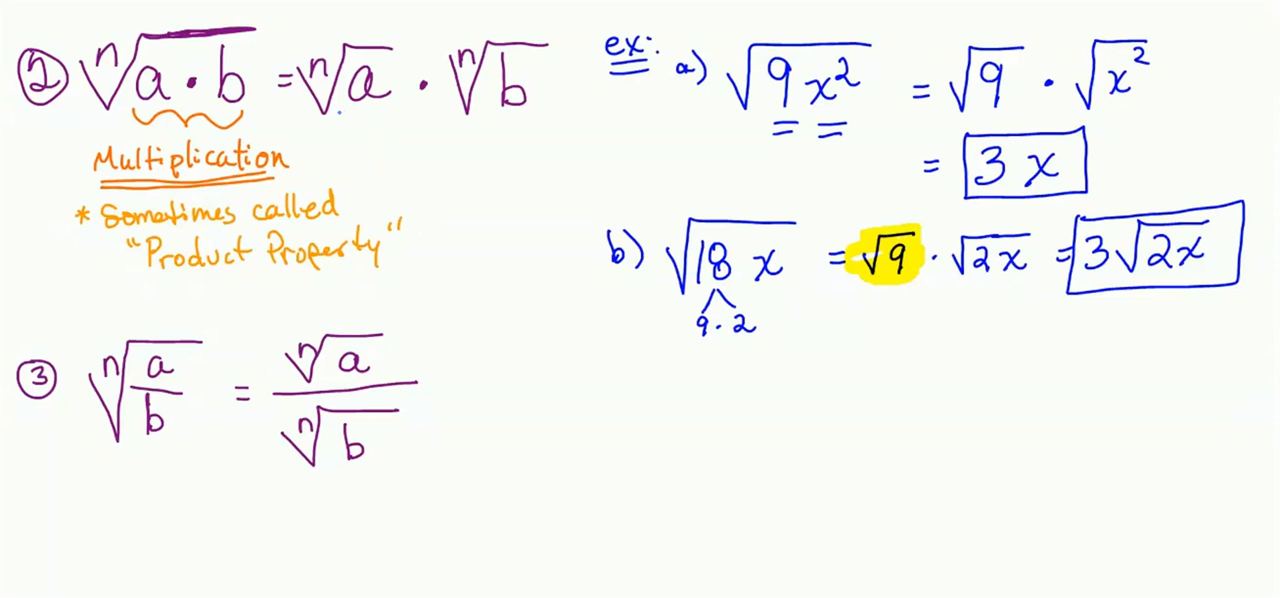 ② ⁿ√(a · b) = ⁿ√a · ⁿ√b
Multiplication
* Sometimes called
"Product Property"
ex: a) √(9x²) = √9 · √(x²)
= 3x
b) √(18x) = √9 · √(2x) = 3√(2x)
9 · 2
③ ⁿ√(a/b) = ⁿ√a / ⁿ√b